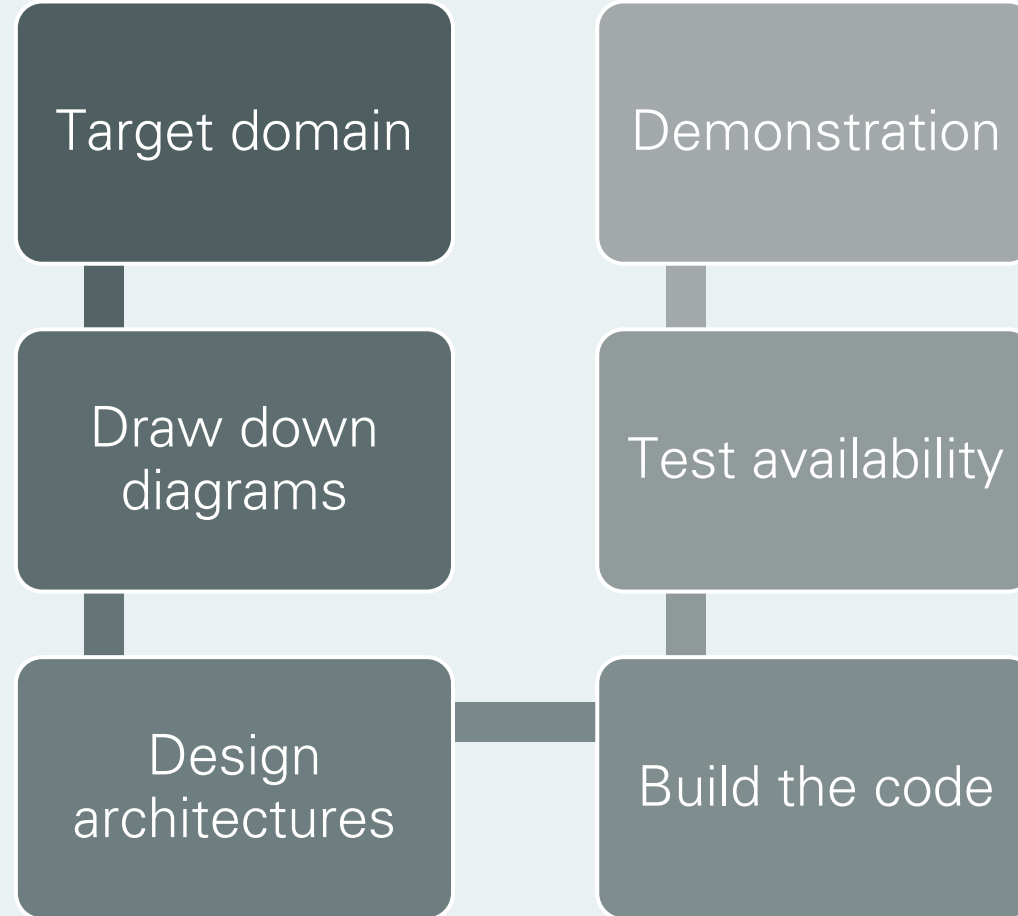 Target domain
Draw down
diagrams
Design
architectures
Build the code
Test availability
Demonstration